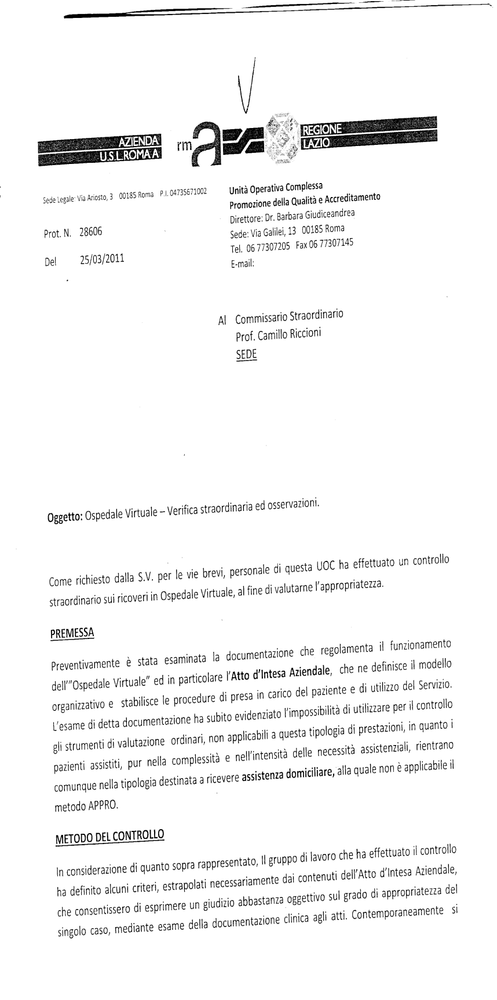 AZIENDA
U.S.L. ROMA A
rm a
REGIONE
LAZIO
Sede Legale: Via Ariosto, 3 00185 Roma P.I. 04735671002
Prot. N. 28606
Del 25/03/2011
Unità Operativa Complessa
Promozione della Qualità e Accreditamento
Direttore: Dr. Barbara Giudiceandrea
Sede: Via Galilei, 13 00185 Roma
Tel. 06 77307205 Fax 06 77307145
E-mail:
Al Commissario Straordinario
Prof. Camillo Riccioni
SEDE
Oggetto: Ospedale Virtuale – Verifica straordinaria ed osservazioni.
Come richiesto dalla S.V. per le vie brevi, personale di questa UOC ha effettuato un controllo
straordinario sui ricoveri in Ospedale Virtuale, al fine di valutarne l'appropriatezza.
PREMESSA
Preventivamente è stata esaminata la documentazione che regolamenta il funzionamento
dell'"Ospedale Virtuale" ed in particolare l'Atto d'Intesa Aziendale, che ne definisce il modello
organizzativo e stabilisce le procedure di presa in carico del paziente e di utilizzo del Servizio.
L'esame di detta documentazione ha subito evidenziato l'impossibilità di utilizzare per il controllo
gli strumenti di valutazione ordinari, non applicabili a questa tipologia di prestazioni, in quanto i
pazienti assistiti, pur nella complessità e nell'intensità delle necessità assistenziali, rientrano
comunque nella tipologia destinata a ricevere assistenza domiciliare, alla quale non è applicabile il
metodo APPRO.
METODO DEL CONTROLLO
In considerazione di quanto sopra rappresentato, Il gruppo di lavoro che ha effettuato il controllo
ha definito alcuni criteri, estrapolati necessariamente dai contenuti dell'Atto d'Intesa Aziendale,
che consentissero di esprimere un giudizio abbastanza oggettivo sul grado di appropriatezza del
singolo caso, mediante esame della documentazione clinica agli atti. Contemporaneamente si